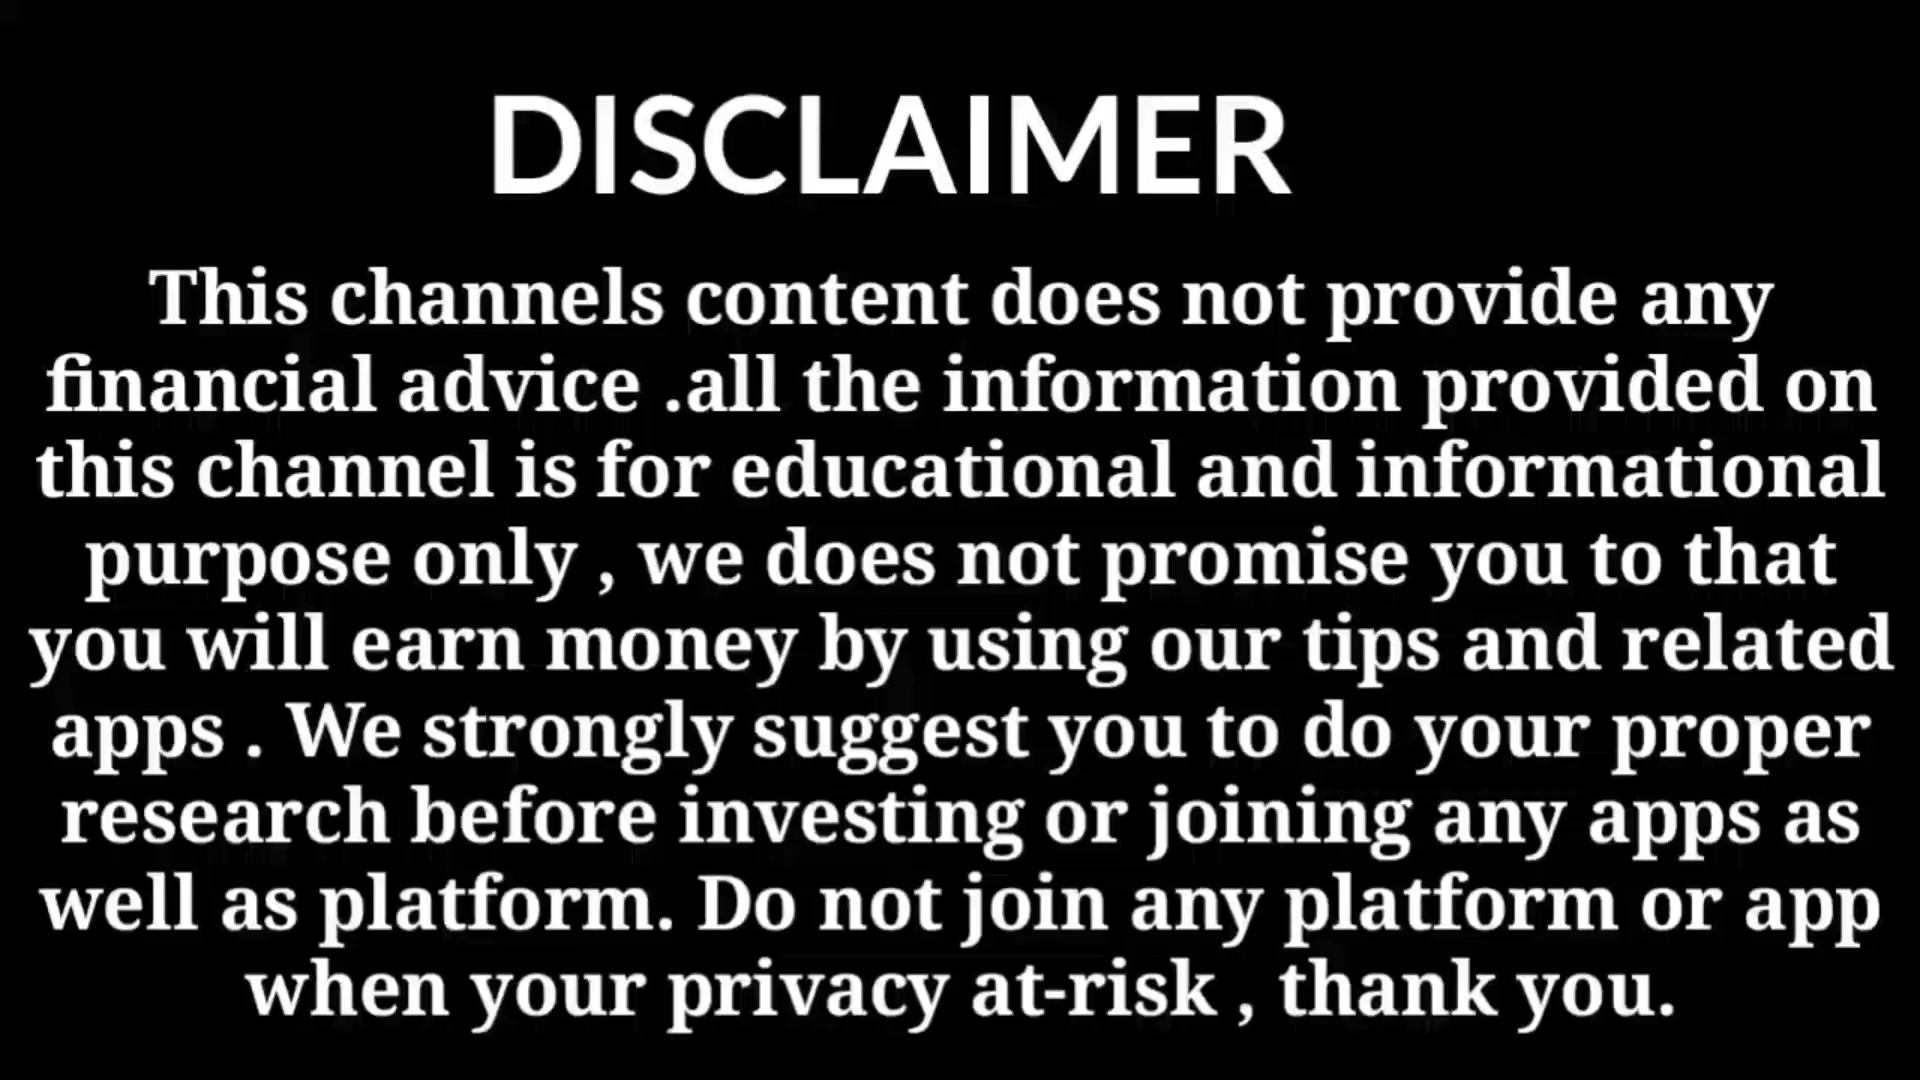 DISCLAIMER
This channels content does not provide any
financial advice .all the information provided on
this channel is for educational and informational
purpose only , we does not promise you to that
you will earn money by using our tips and related
apps . We strongly suggest you to do your proper
research before investing or joining any apps as
well as platform. Do not join any platform or app
when your privacy at-risk , thank you.